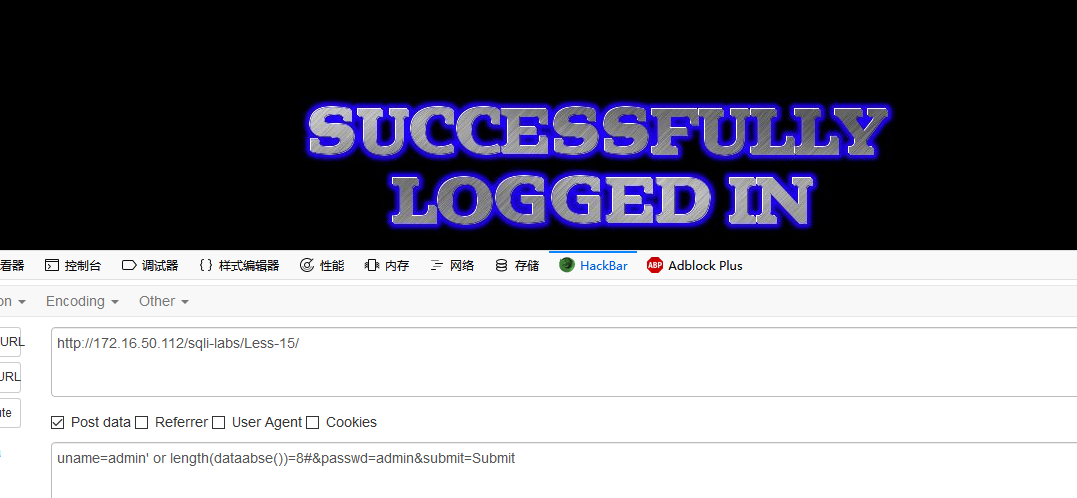 SUCCESSFULLY
LOGGED IN
看器 控制台 调试器 {} 样式编辑器 性能 内存 网络 存储 HackBar ABP Adblock Plus
on Encoding Other
URL
http://172.16.50.112/sqli-labs/Less-15/
URL
ute
Post data Referrer User Agent Cookies
uname=admin' or length(dataabse())=8#&passwd=admin&submit=Submit